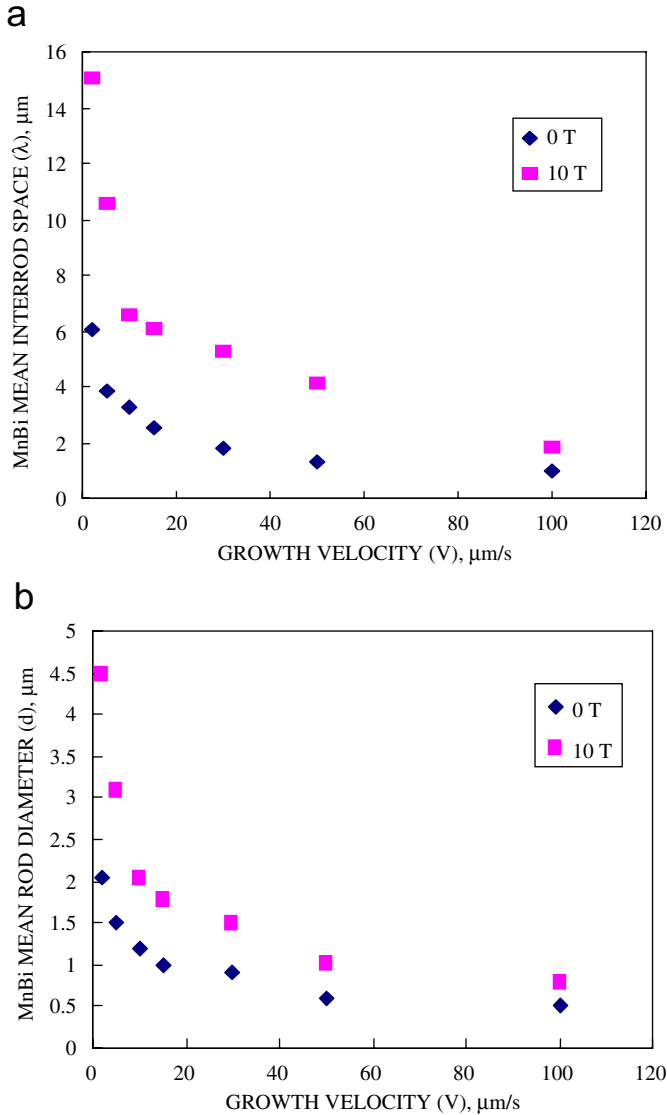 a
16
14
12
10
8
6
4
2
0
MnBi MEAN INTERROD SPACE (λ), μm
0 T
10 T
0 20 40 60 80 100 120
GROWTH VELOCITY (V), μm/s
b
5
4.5
4
3.5
3
2.5
2
1.5
1
0.5
0
MnBi MEAN ROD DIAMETER (d), μm
0 T
10 T
0 20 40 60 80 100 120
GROWTH VELOCITY (V), μm/s